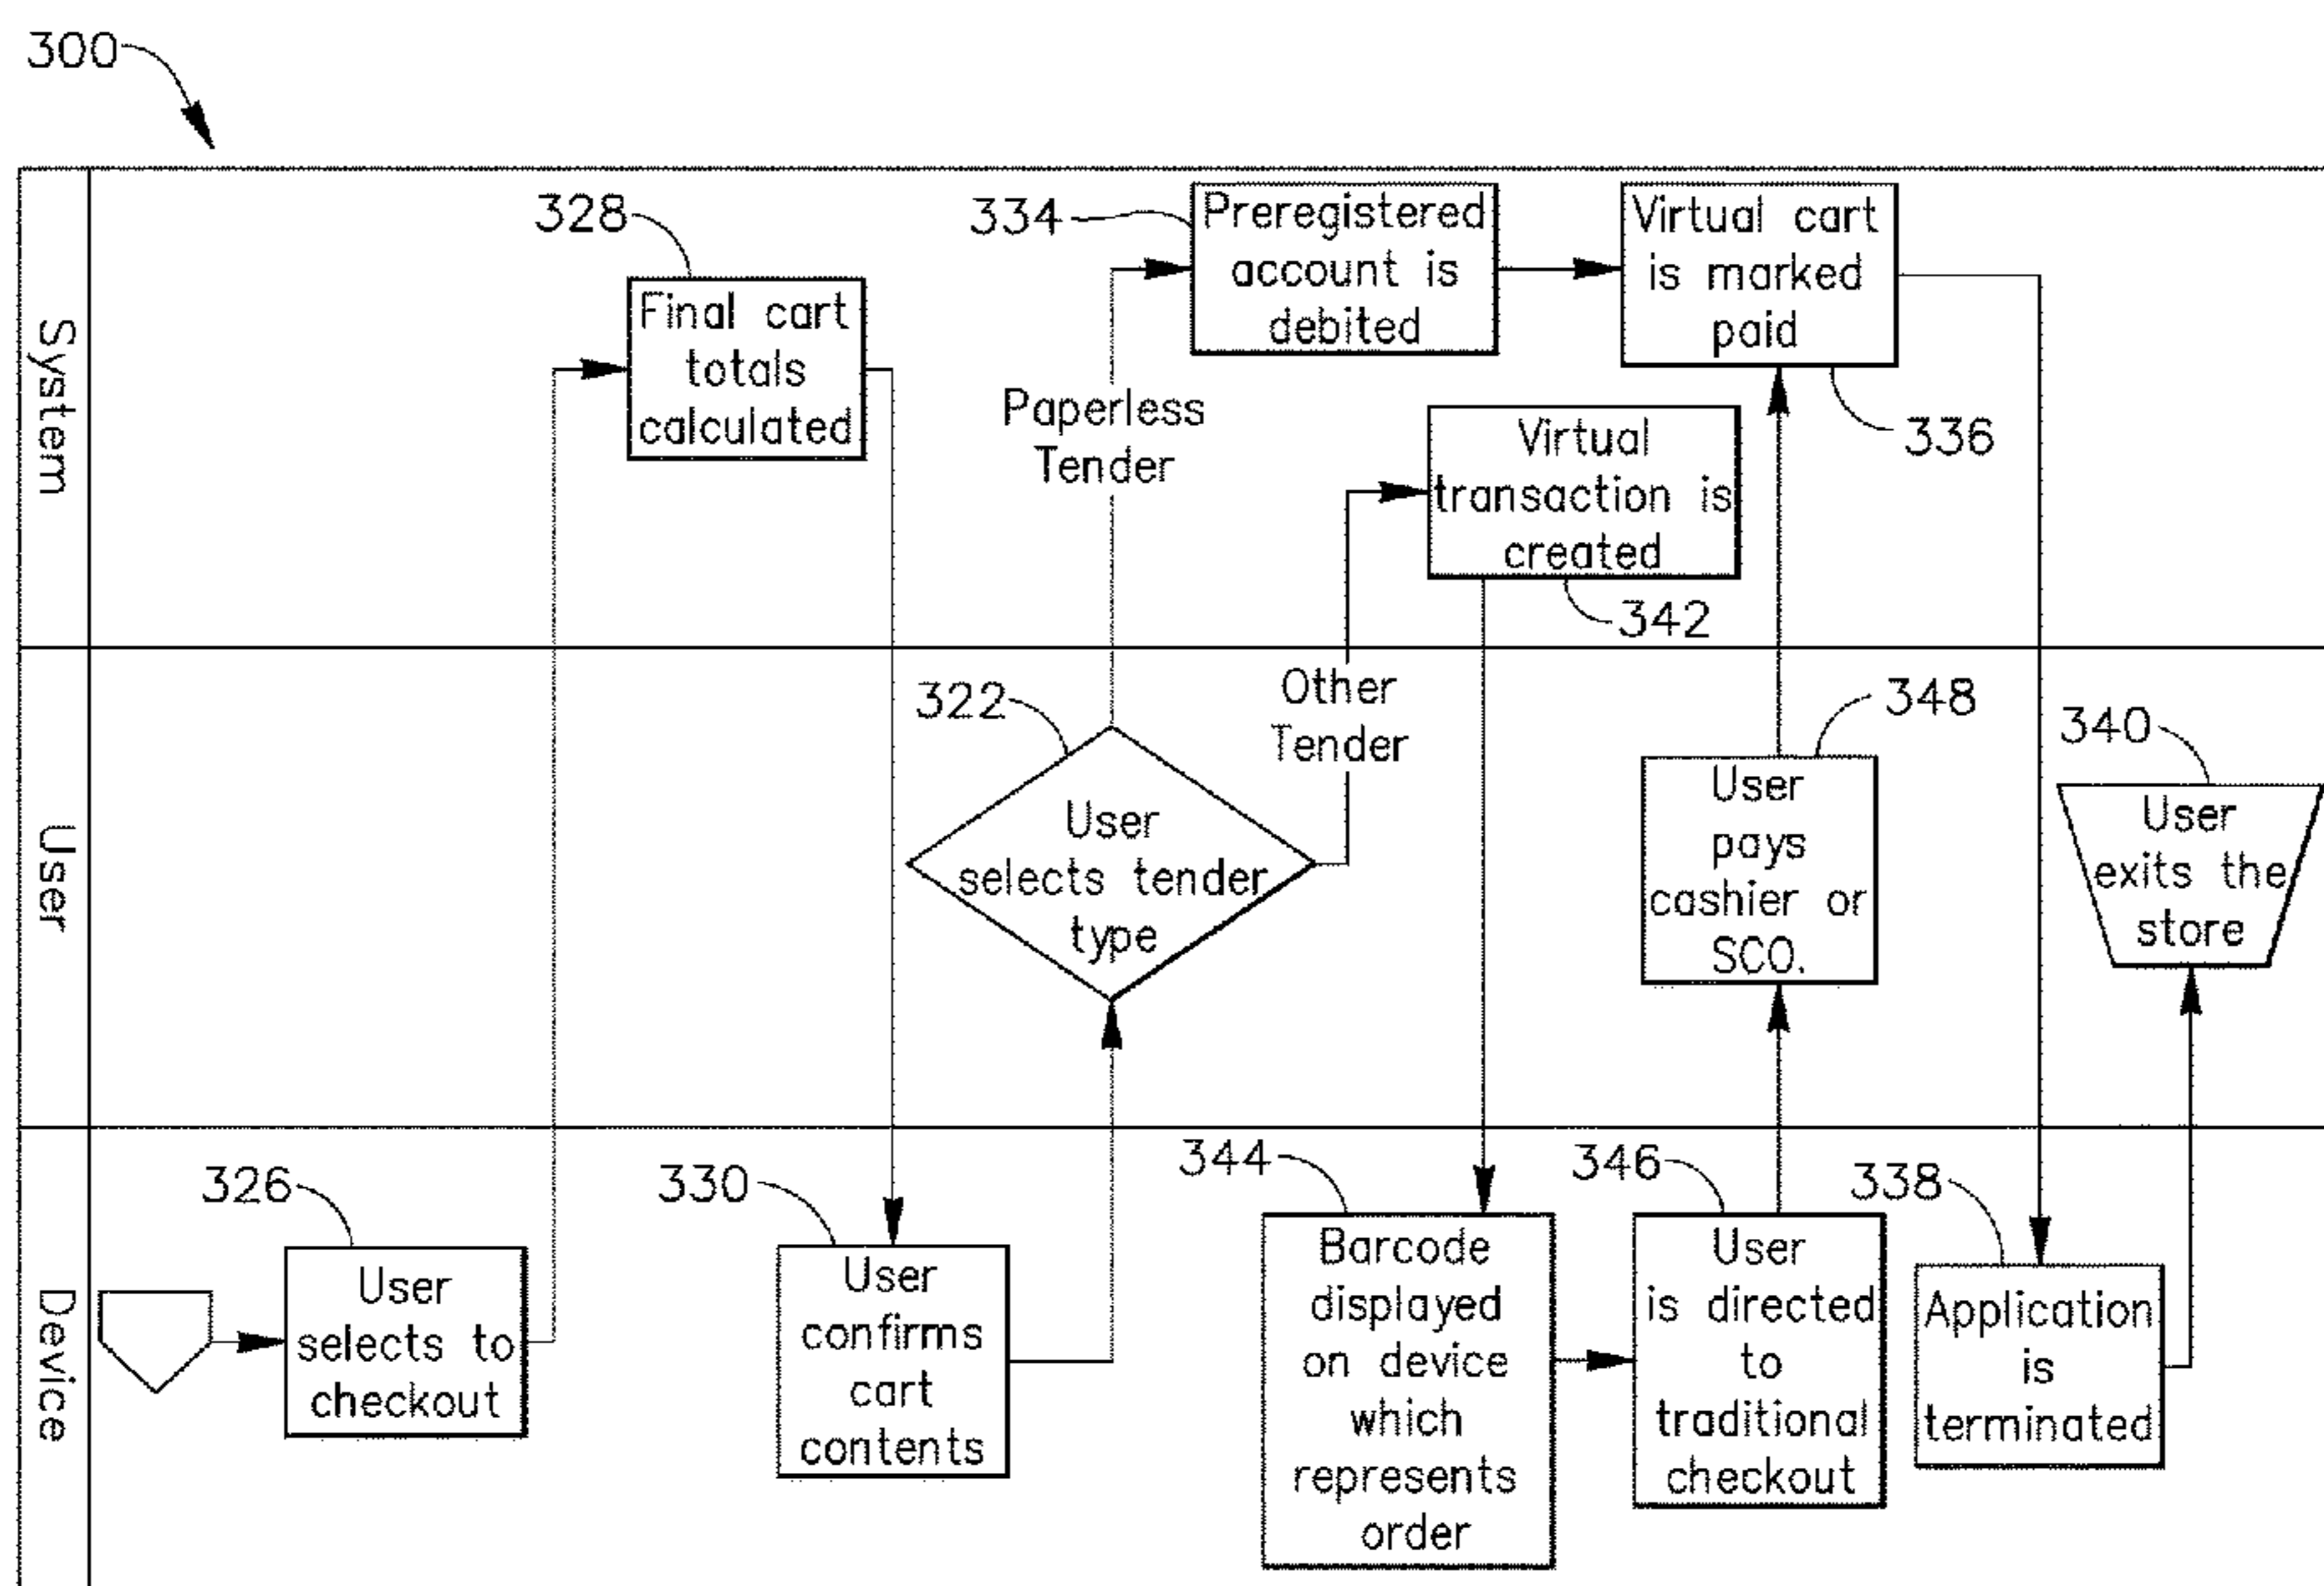 300
System
328
Final cart
totals
calculated
334
Preregistered
account is
debited
Virtual cart
is marked
paid
336
Paperless
Tender
Virtual
transaction is
created
342
User
322
User
selects tender
type
Other
Tender
348
User
pays
cashier or
SCO.
340
User
exits the
store
Device
326
User
selects to
checkout
330
User
confirms
cart
contents
344
Barcode
displayed
on device
which
represents
order
346
User
is directed
to
traditional
checkout
338
Application
is
terminated